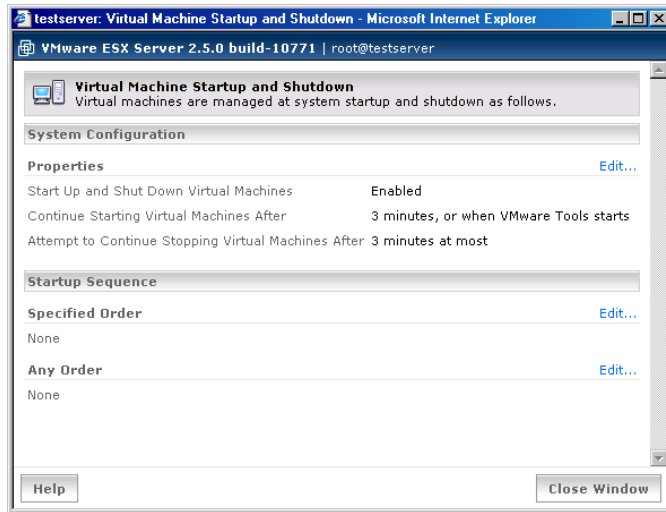 testserver: Virtual Machine Startup and Shutdown - Microsoft Internet Explorer
VMware ESX Server 2.5.0 build-10771 | root@testserver
Virtual Machine Startup and Shutdown
Virtual machines are managed at system startup and shutdown as follows.
System Configuration
Properties Edit...
Start Up and Shut Down Virtual Machines Enabled
Continue Starting Virtual Machines After 3 minutes, or when VMware Tools starts
Attempt to Continue Stopping Virtual Machines After 3 minutes at most
Startup Sequence
Specified Order Edit...
None
Any Order Edit...
None
Help Close Window